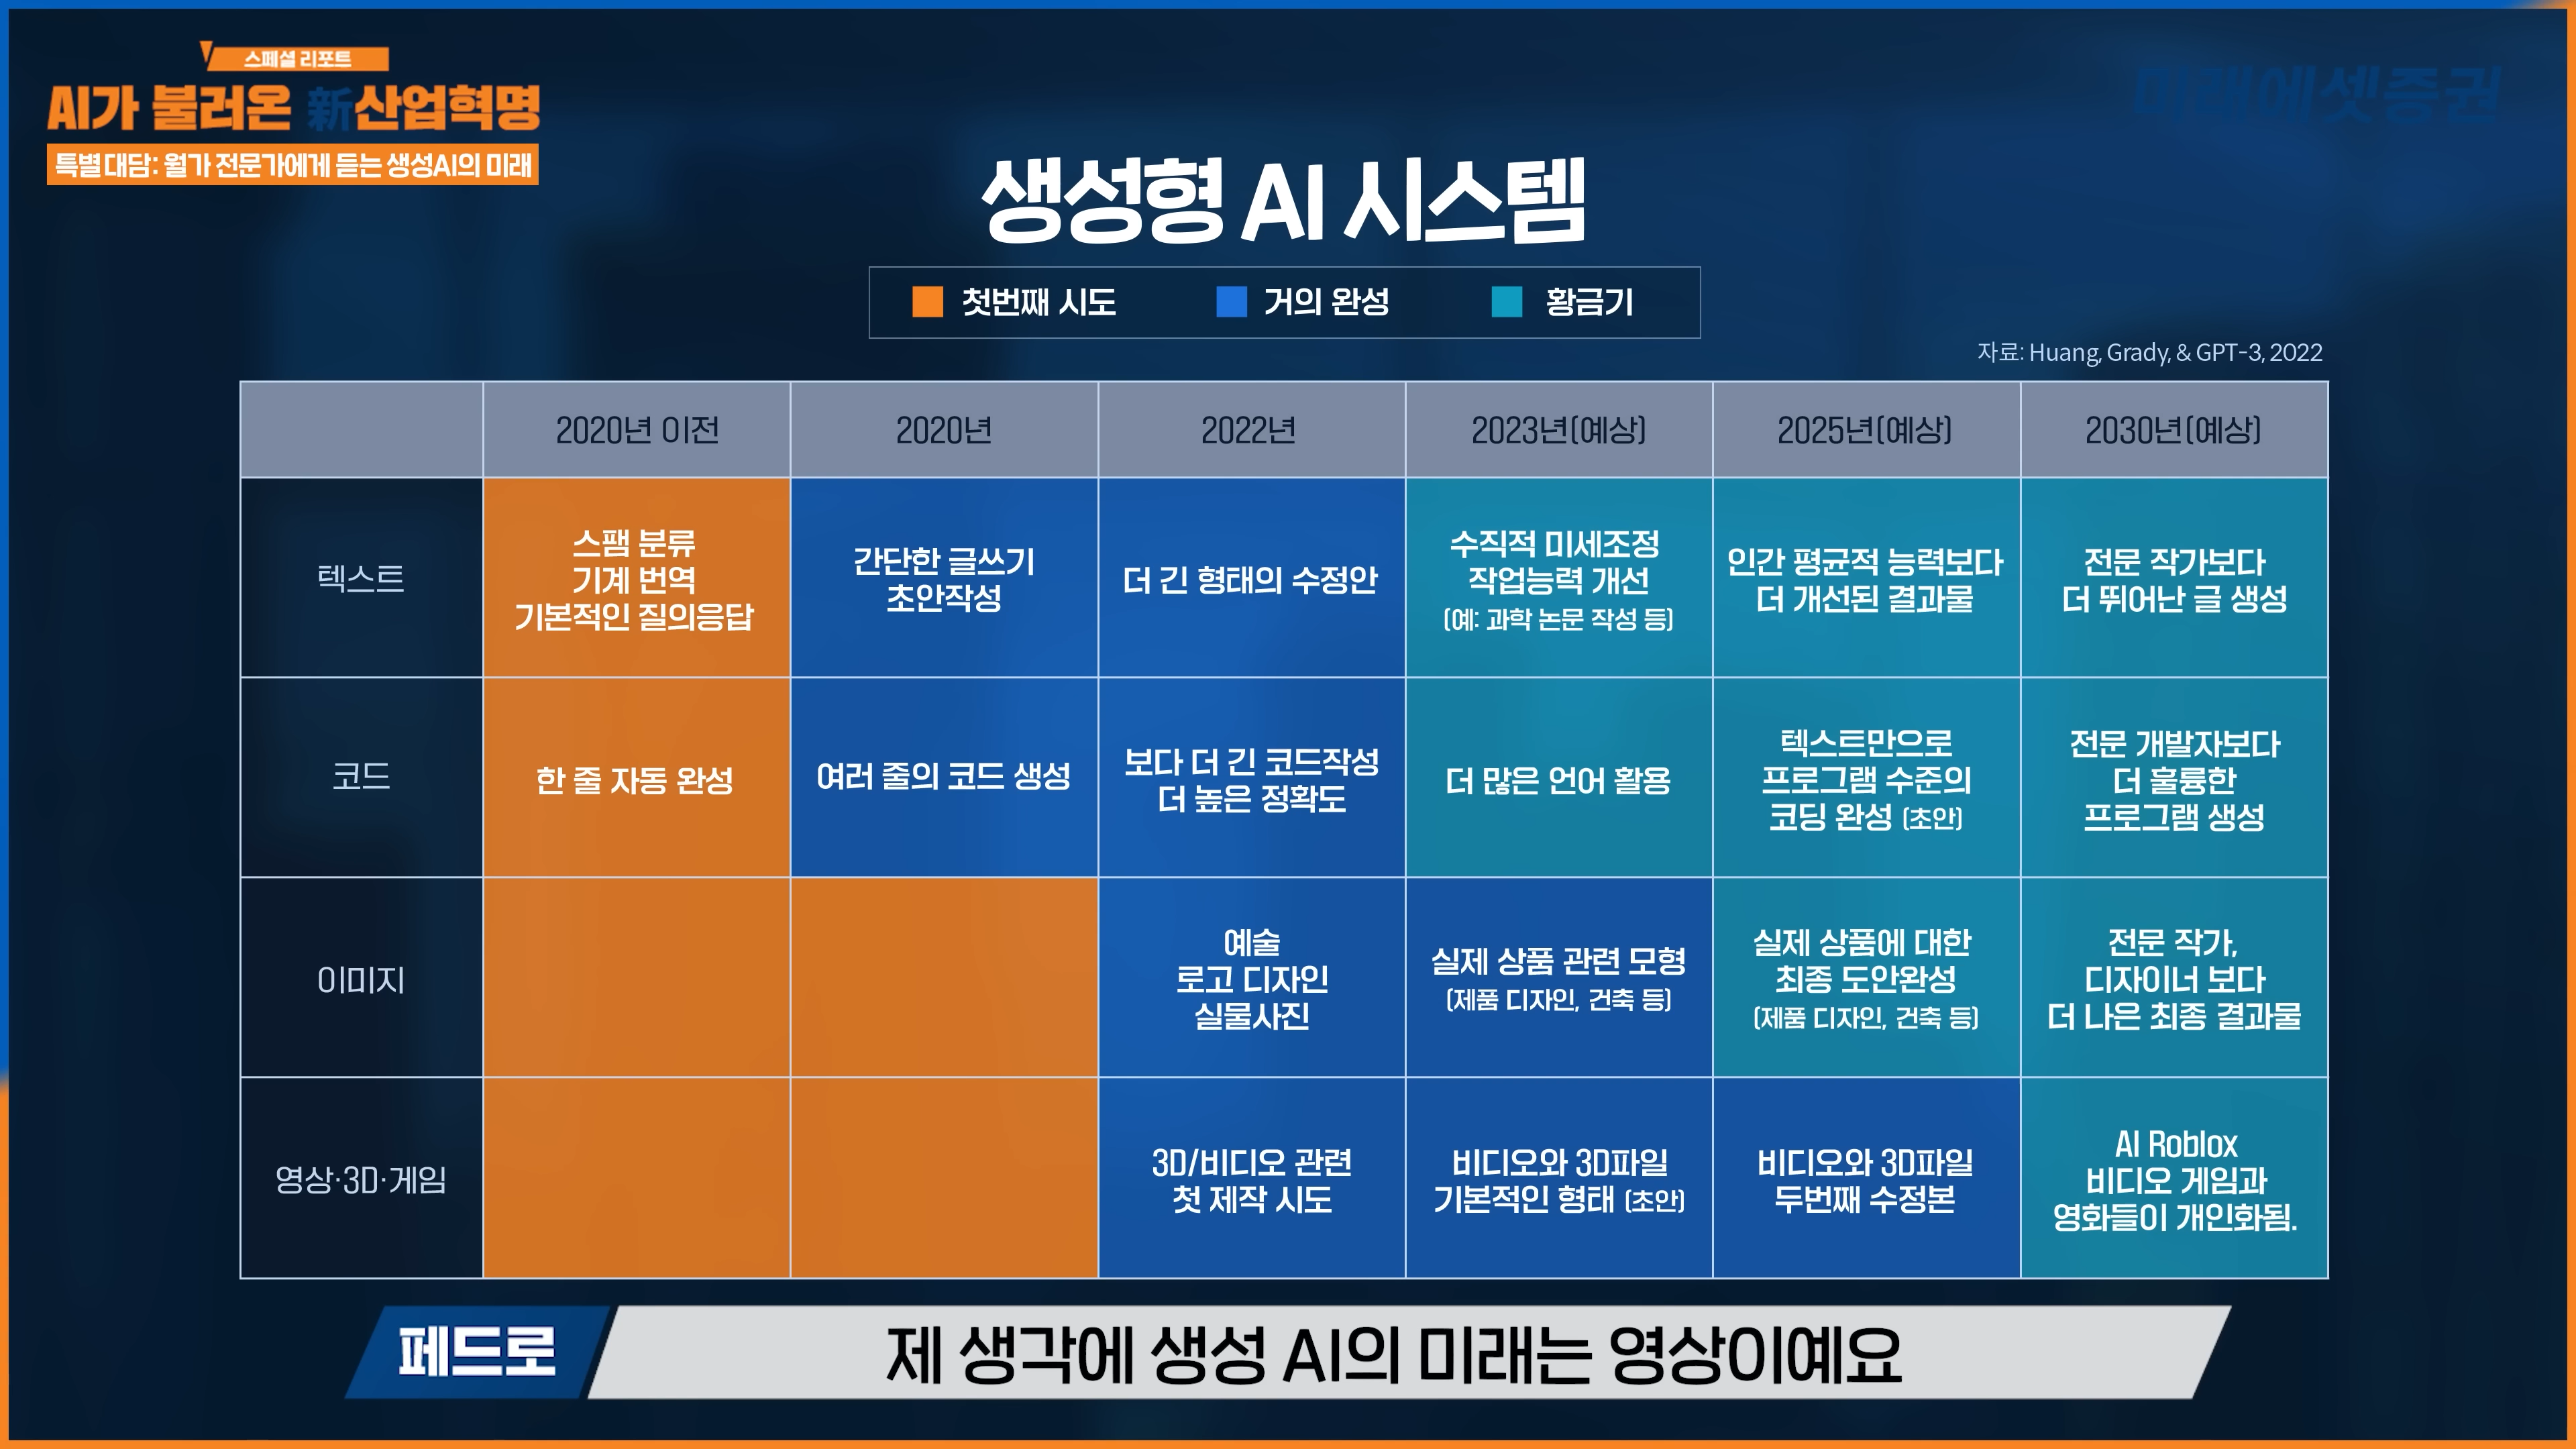 스페셜 리포트
AI가 불러온 新산업혁명
특별대담: 월가 전문가에게 듣는 생성AI의 미래
미래에셋증권
생성형 AI 시스템
첫번째 시도 거의 완성 황금기
자료: Huang, Grady, & GPT-3, 2022
2020년 이전 2020년 2022년 2023년(예상) 2025년(예상) 2030년(예상)
텍스트
스팸 분류
기계 번역
기본적인 질의응답
간단한 글쓰기
초안작성
더 긴 형태의 수정안
수직적 미세조정
작업능력 개선
(예: 과학 논문 작성 등)
인간 평균적 능력보다
더 개선된 결과물
전문 작가보다
더 뛰어난 글 생성
코드
한 줄 자동 완성
여러 줄의 코드 생성
보다 더 긴 코드작성
더 높은 정확도
더 많은 언어 활용
텍스트만으로
프로그램 수준의
코딩 완성 (초안)
전문 개발자보다
더 훌륭한
프로그램 생성
이미지
예술
로고 디자인
실물사진
실제 상품 관련 모형
(제품 디자인, 건축 등)
실제 상품에 대한
최종 도안완성
(제품 디자인, 건축 등)
전문 작가,
디자이너 보다
더 나은 최종 결과물
영상·3D·게임
3D/비디오 관련
첫 제작 시도
비디오와 3D파일
기본적인 형태 (초안)
비디오와 3D파일
두번째 수정본
AI Roblox
비디오 게임과
영화들이 개인화됨.
페드로
제 생각에 생성 AI의 미래는 영상이예요